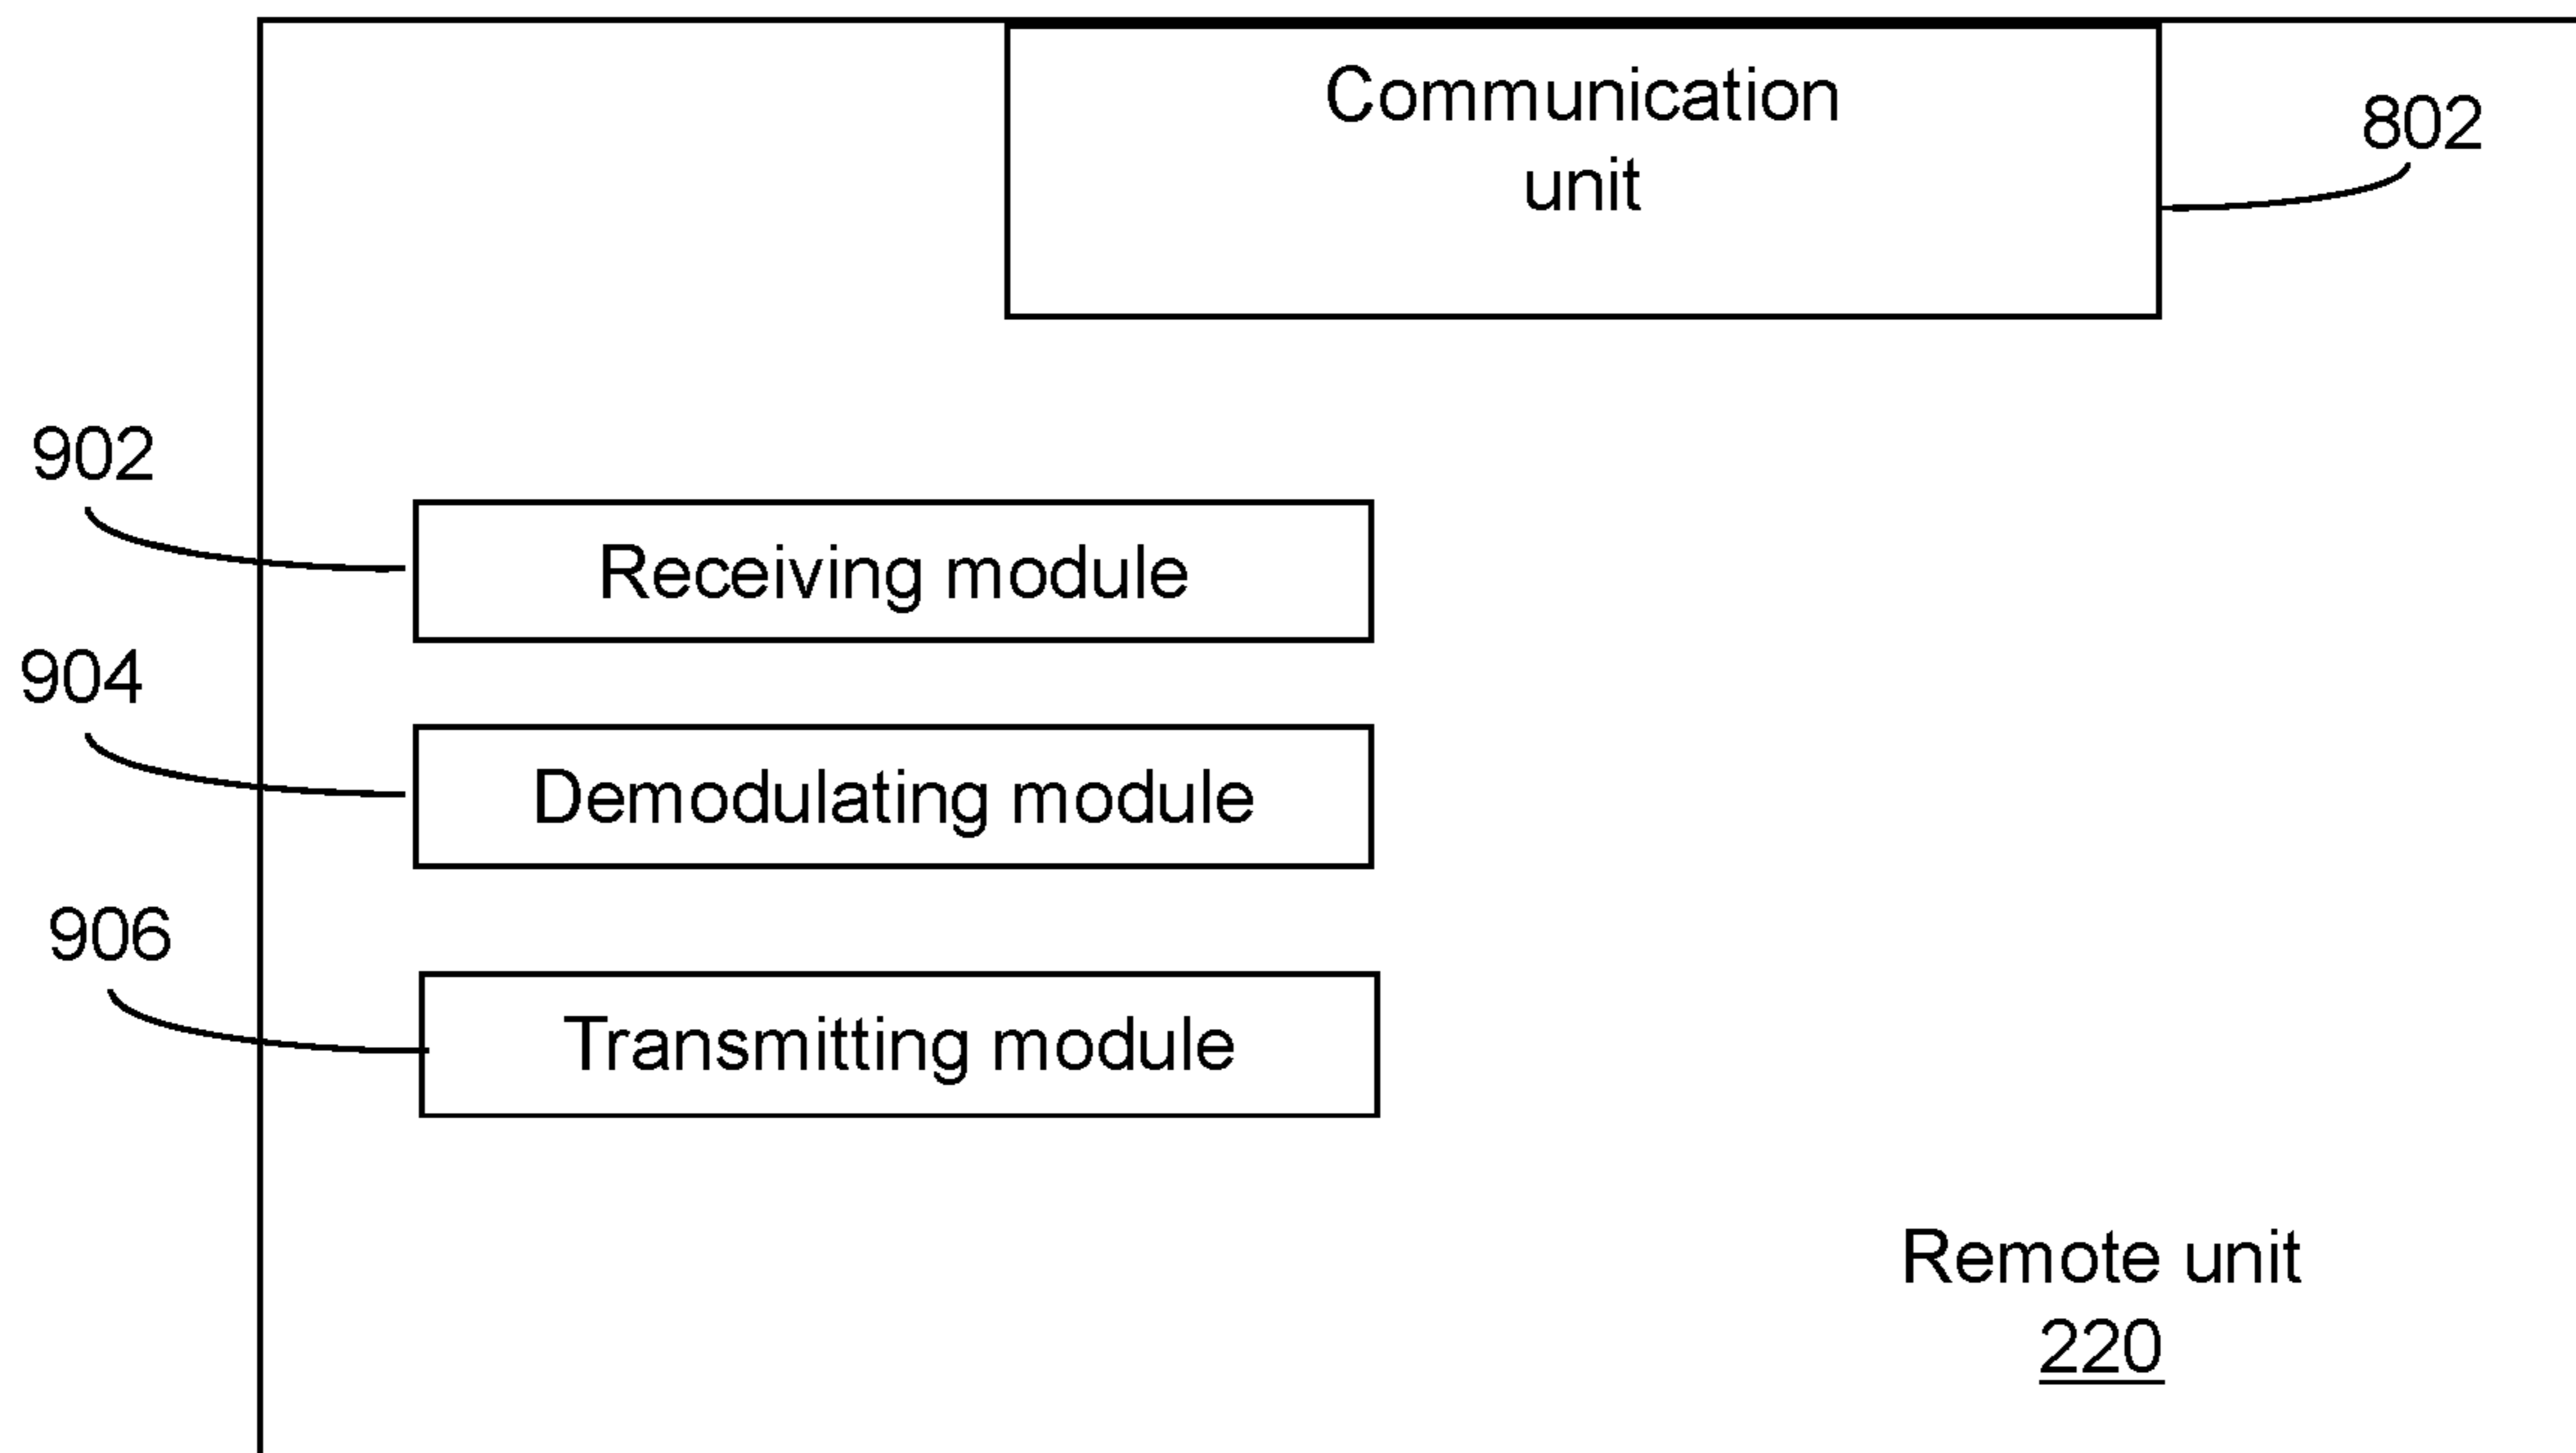 Communication
unit
802
902
Receiving module
904
Demodulating module
906
Transmitting module
Remote unit
220